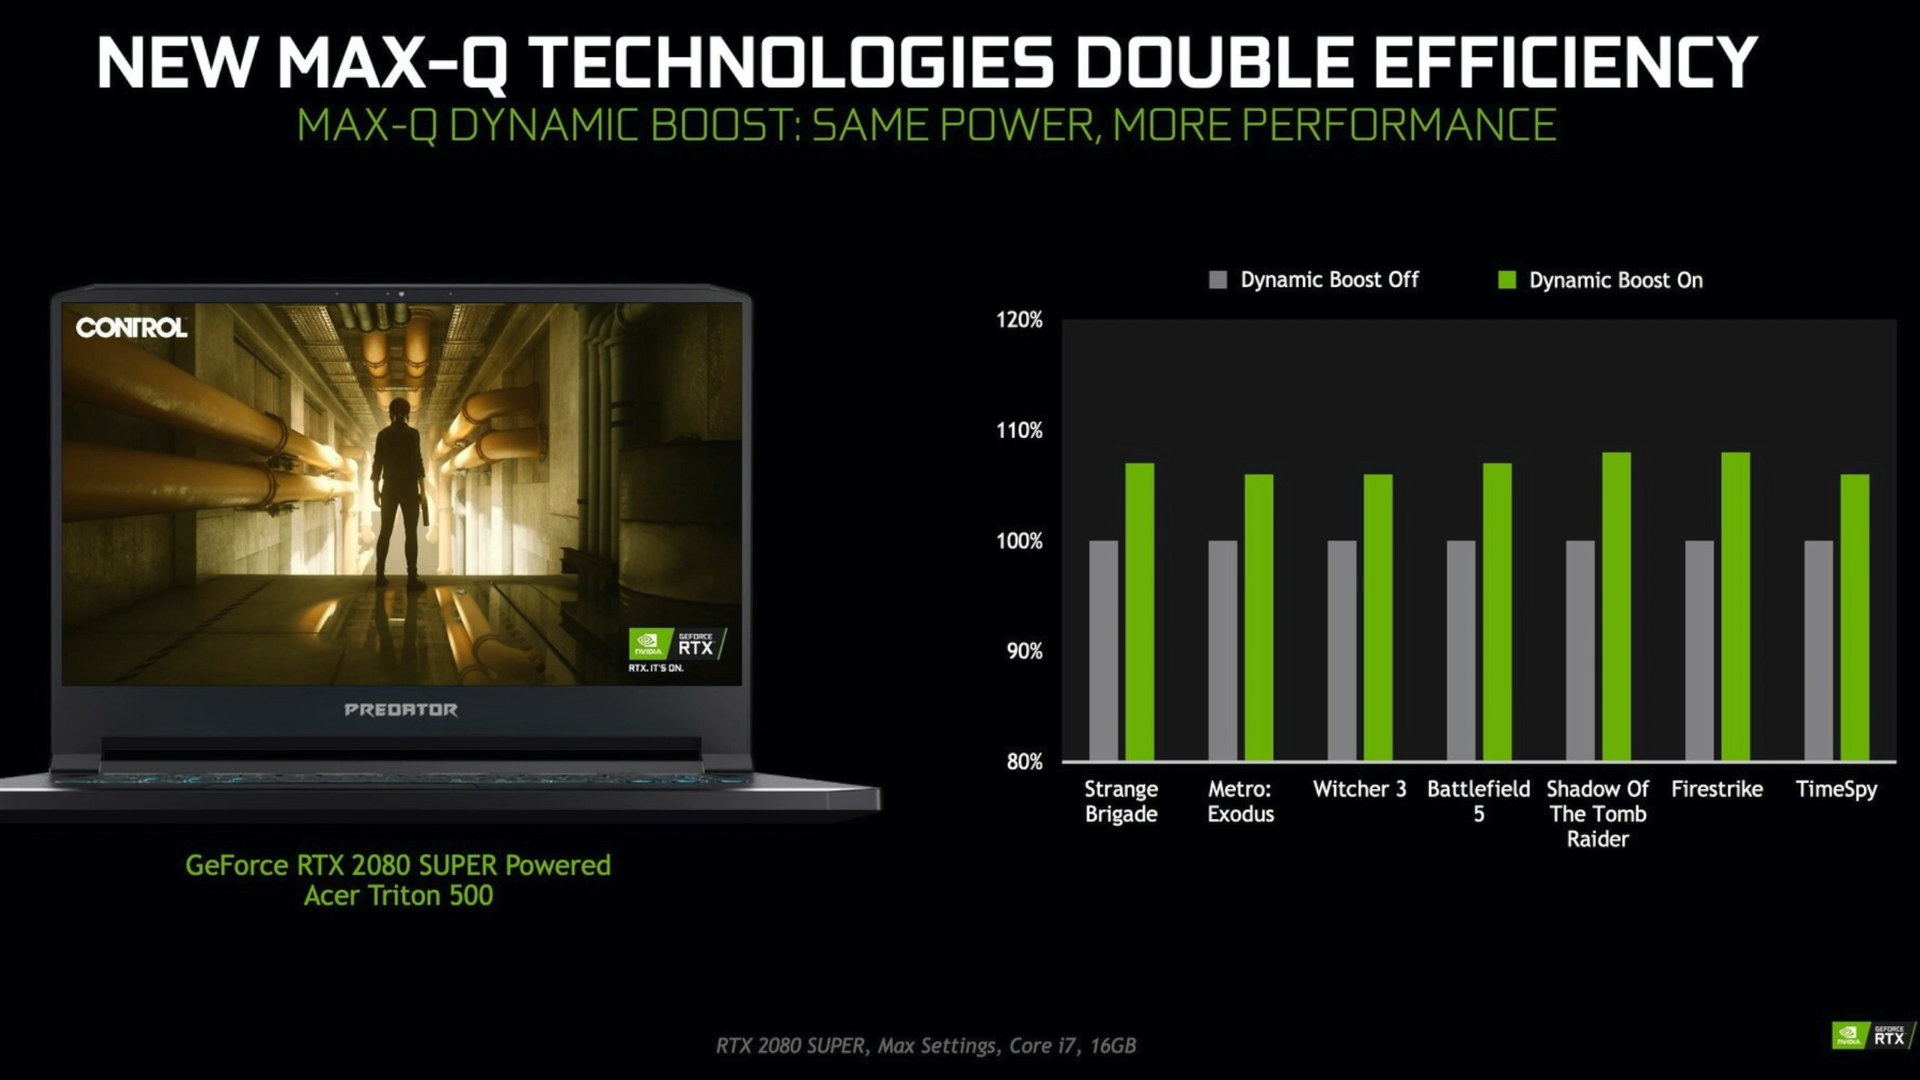 NEW MAX-Q TECHNOLOGIES DOUBLE EFFICIENCY
MAX-Q DYNAMIC BOOST: SAME POWER, MORE PERFORMANCE
CONTROL
NVIDIA
GEFORCE
RTX
RTX. IT'S ON.
PREDATOR
GeForce RTX 2080 SUPER Powered
Acer Triton 500
Dynamic Boost Off
Dynamic Boost On
120%
110%
100%
90%
80%
Strange
Brigade
Metro:
Exodus
Witcher 3
Battlefield
5
Shadow Of
The Tomb
Raider
Firestrike
TimeSpy
RTX 2080 SUPER, Max Settings, Core i7, 16GB
NVIDIA
GEFORCE
RTX